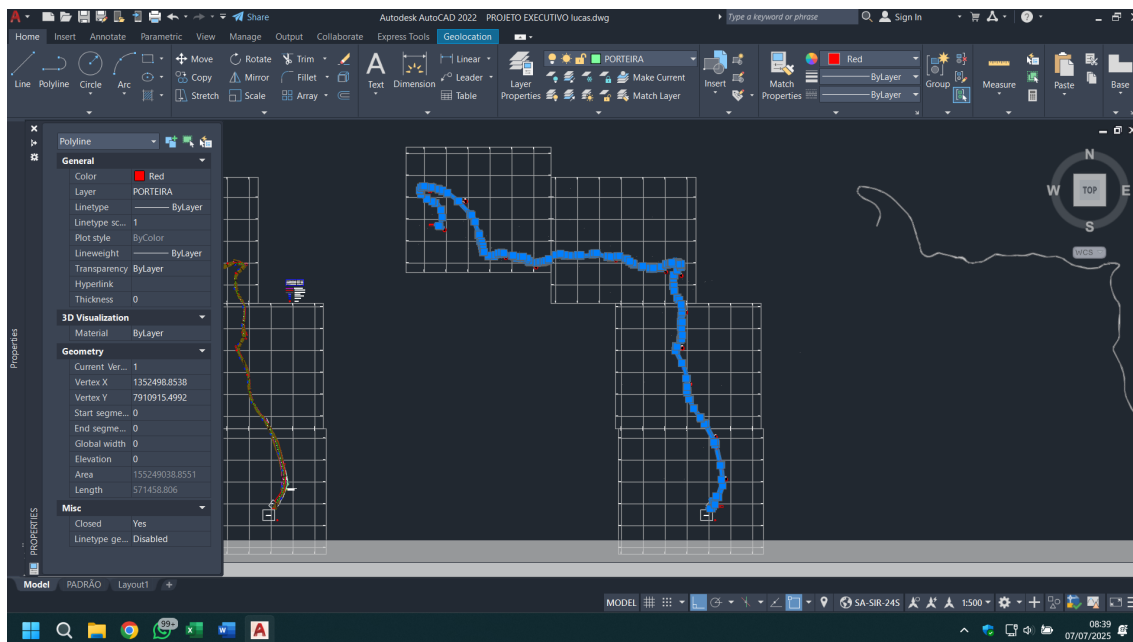 Share
Autodesk AutoCAD 2022 PROJETO EXECUTIVO lucas.dwg
Type a keyword or phrase
Sign In
Home Insert Annotate Parametric View Manage Output Collaborate Express Tools Geolocation
Line Polyline Circle Arc
Move Rotate Trim
Copy Mirror Fillet
Stretch Scale Array
Text Dimension
Linear
Leader
Table
Layer Properties
PORTEIRA
Make Current
Match Layer
Insert
Match Properties
Red
ByLayer
ByLayer
Group
Measure
Paste
Base
Polyline
General
Color Red
Layer PORTEIRA
Linetype ByLayer
Linetype sc... 1
Plot style ByColor
Lineweight ByLayer
Transparency ByLayer
Hyperlink
Thickness 0
3D Visualization
Material ByLayer
Geometry
Current Ver... 1
Vertex X 1352498.8538
Vertex Y 7910915.4992
Start segme... 0
End segme... 0
Global width 0
Elevation 0
Area 155249038.8551
Length 571458.806
Misc
Closed Yes
Linetype ge... Disabled
Properties
PROPERTIES
N
W TOP E
S
WCS
Model PADRÃO Layout1 +
MODEL SA-SIR-24S 1:500
99+
08:39
07/07/2025